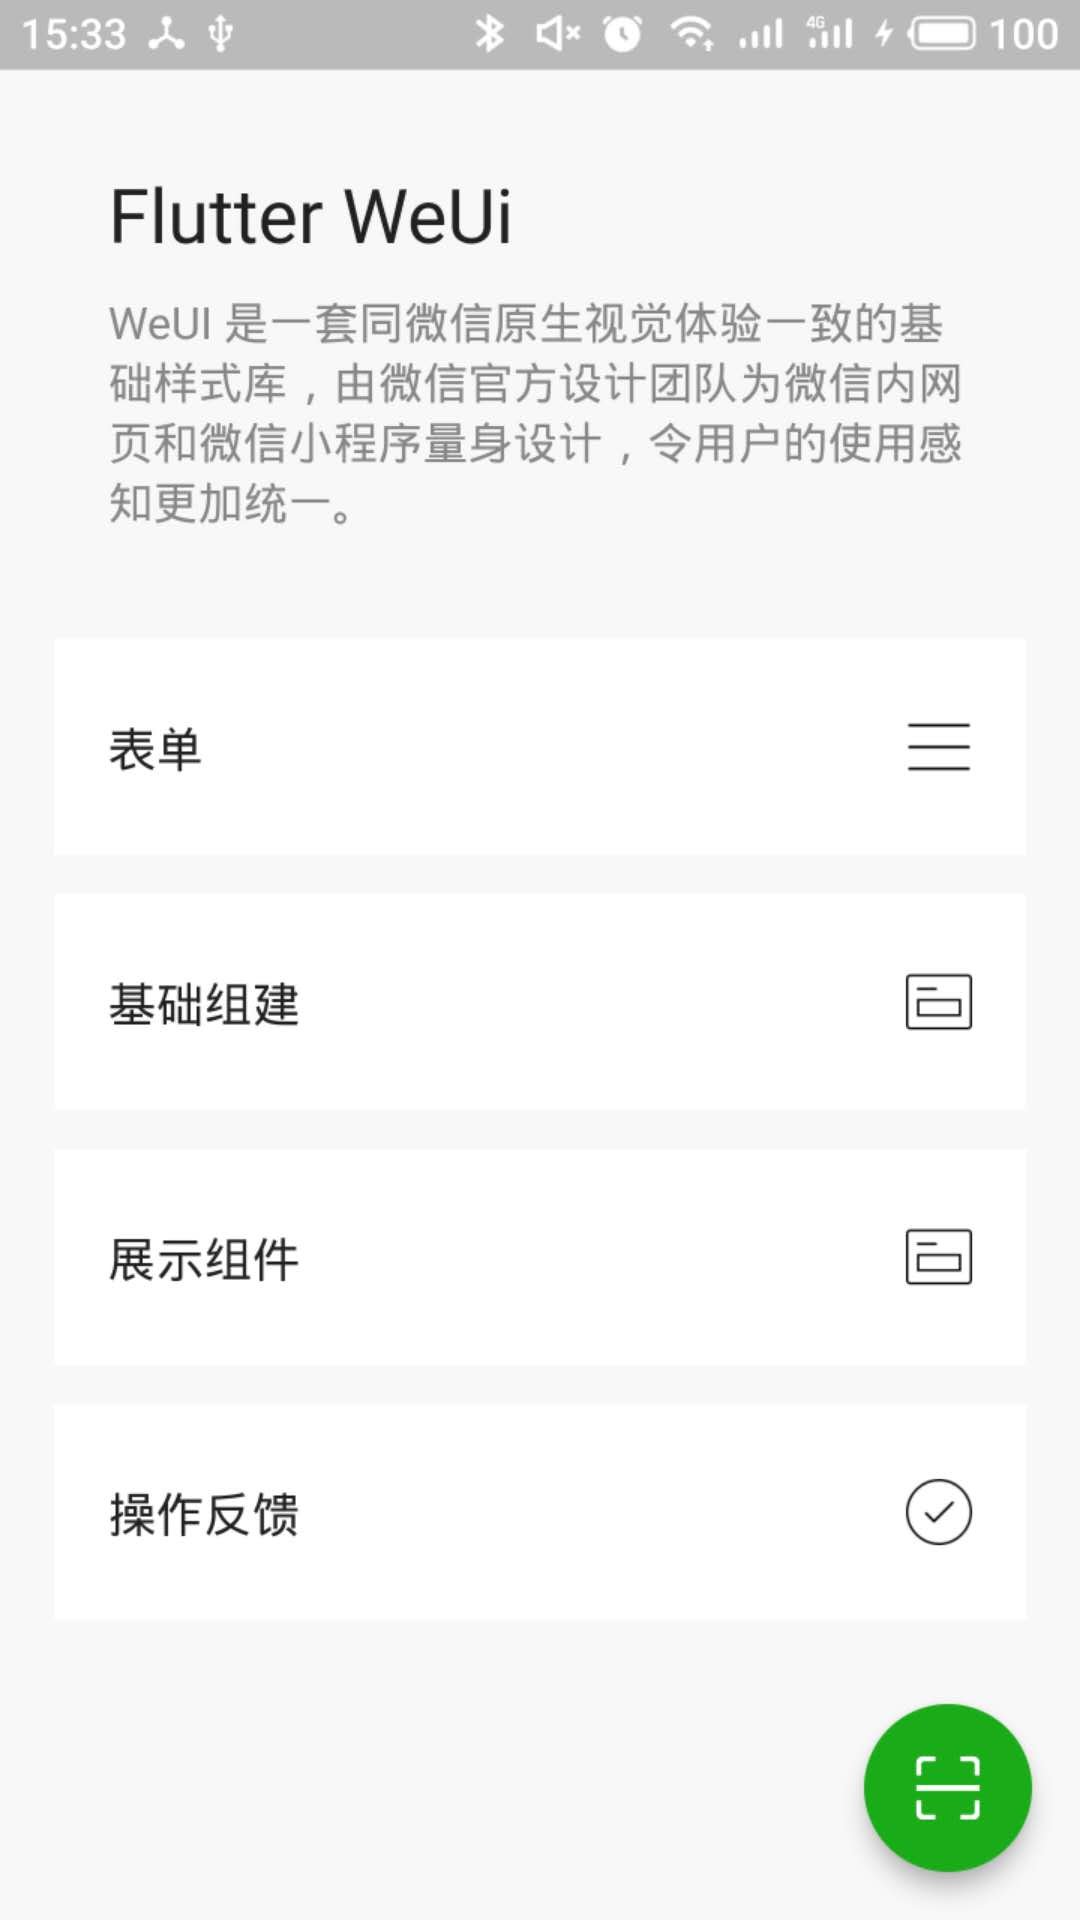 15:33
4G
100
Flutter WeUi
WeUI 是一套同微信原生视觉体验一致的基
础样式库，由微信官方设计团队为微信内网
页和微信小程序量身设计，令用户的使用感
知更加统一。
表单
基础组建
展示组件
操作反馈